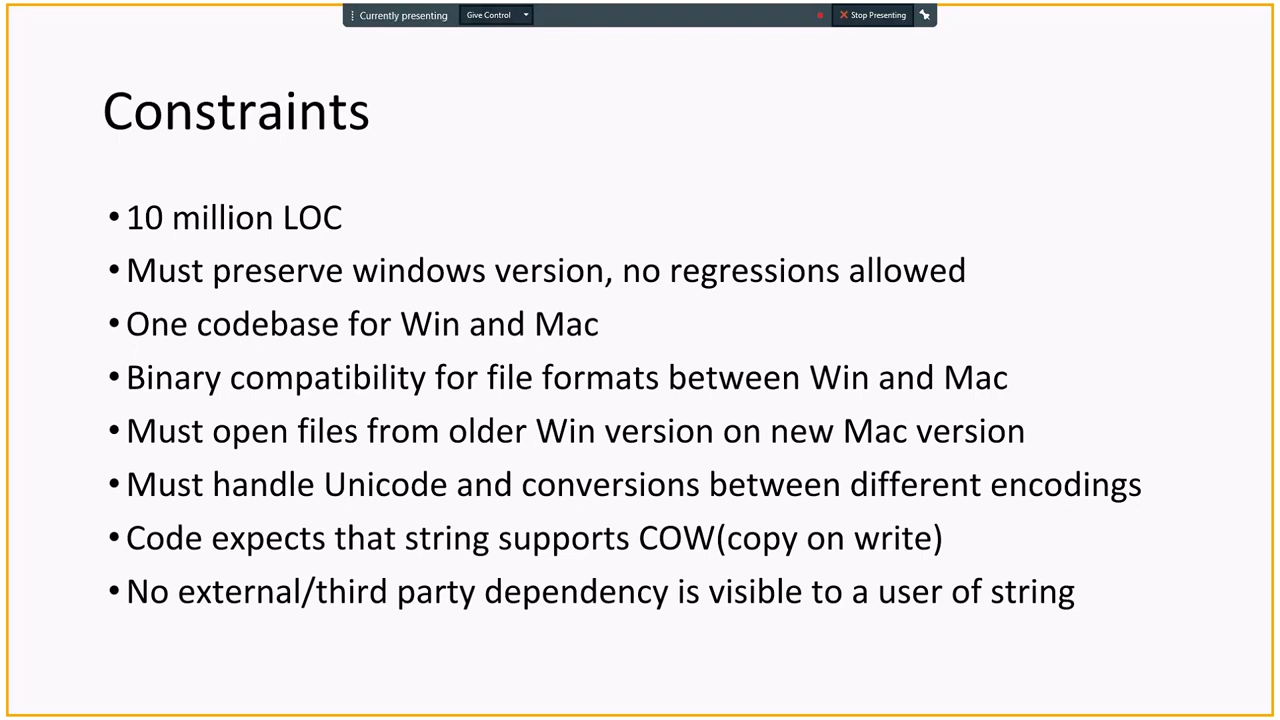 Currently presenting Give Control Stop Presenting
Constraints
• 10 million LOC
• Must preserve windows version, no regressions allowed
• One codebase for Win and Mac
• Binary compatibility for file formats between Win and Mac
• Must open files from older Win version on new Mac version
• Must handle Unicode and conversions between different encodings
• Code expects that string supports COW(copy on write)
• No external/third party dependency is visible to a user of string